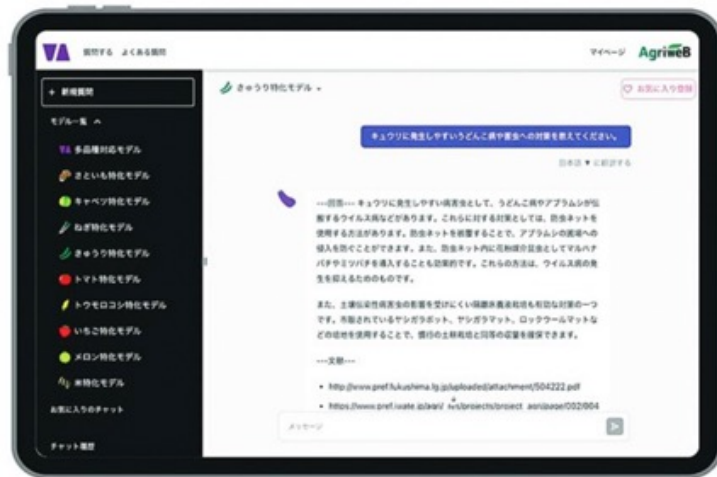 VA 質問する よくある質問
マイページ AgriweB
+ 新規質問
きゅうり特化モデル
お気に入り登録
モデル一覧
多品種対応モデル
さといも特化モデル
キャベツ特化モデル
ねぎ特化モデル
きゅうり特化モデル
トマト特化モデル
トウモロコシ特化モデル
いちご特化モデル
メロン特化モデル
米特化モデル
お気に入りのチャット
チャット履歴
キュウリに発生しやすいうどんこ病や害虫への対策を教えてください。
日本語 ▼ に翻訳する
---回答--- キュウリに発生しやすい病害虫として、うどんこ病やアブラムシが伝
搬するウイルス病などがあります。これらに対する対策としては、防虫ネットを
使用する方法があります。防虫ネットを被覆することで、アブラムシの圃場への
侵入を防ぐことができます。また、防虫ネット内に花粉媒介昆虫としてマルハナ
バチやミツバチを導入することも効果的です。これらの方法は、ウイルス病の発
生を抑えるためのものです。
また、土壌伝染性病害虫の影響を受けにくい隔離床養液栽培も有効な対策の一つ
です。市販されているヤシガラポット、ヤシガラマット、ロックウールマットな
どの培地を使用することで、慣行の土耕栽培と同等の収量を確保できます。
---文献---
• http://www.pref.fukushima.lg.jp/uploaded/attachment/504222.pdf
• https://www.pref.iwate.jp/agri/
メッセージ